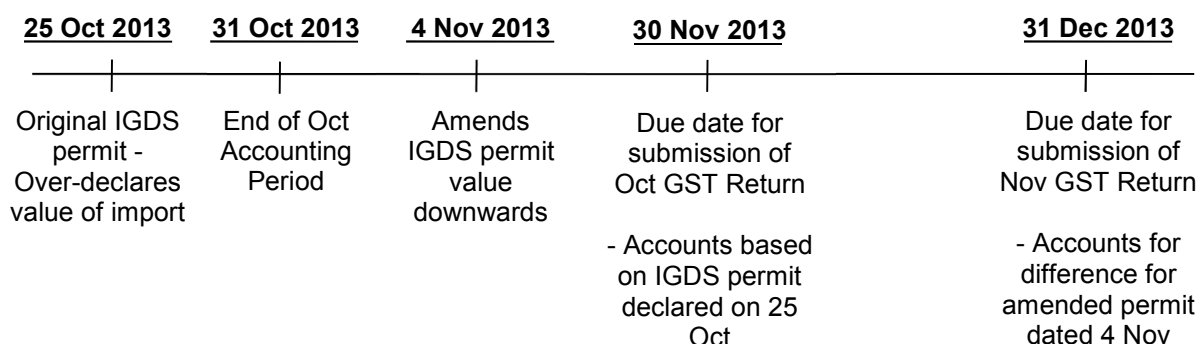 25 Oct 2013
31 Oct 2013
4 Nov 2013
30 Nov 2013
31 Dec 2013
Original IGDS
permit -
Over-declares
value of import
End of Oct
Accounting
Period
Amends
IGDS permit
value
downwards
Due date for
submission of
Oct GST Return
- Accounts based
on IGDS permit
declared on 25
Oct
Due date for
submission of
Nov GST Return
- Accounts for
difference for
amended permit
dated 4 Nov